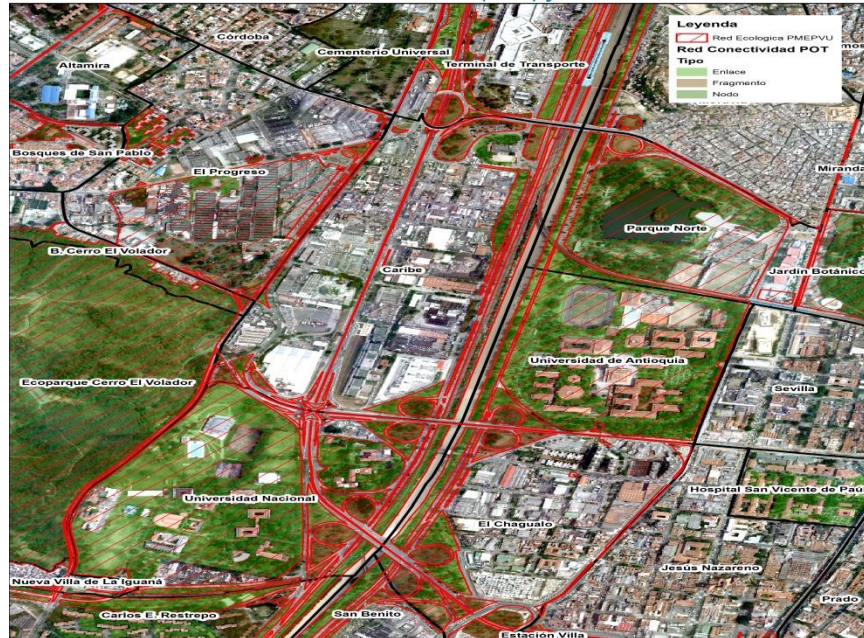 Leyenda
Red Ecologica PMEPVU
Red Conectividad POT
Tipo
Enlace
Fragmento
Nodo
Córdoba
Cementerio Universal
Altamira
Terminal de Transporte
Bosques de San Pablo
El Progreso
Miranda
Parque Norte
B. Cerro El Volador
Caribe
Jardín Botánico
Universidad de Antioquia
Ecoparque Cerro El Volador
Sevilla
Universidad Nacional
Hospital San Vicente de Paúl
El Chagualo
Jesús Nazareno
Nueva Villa de La Iguaná
Carlos E. Restrepo
San Benito
Prado
Estación Villa